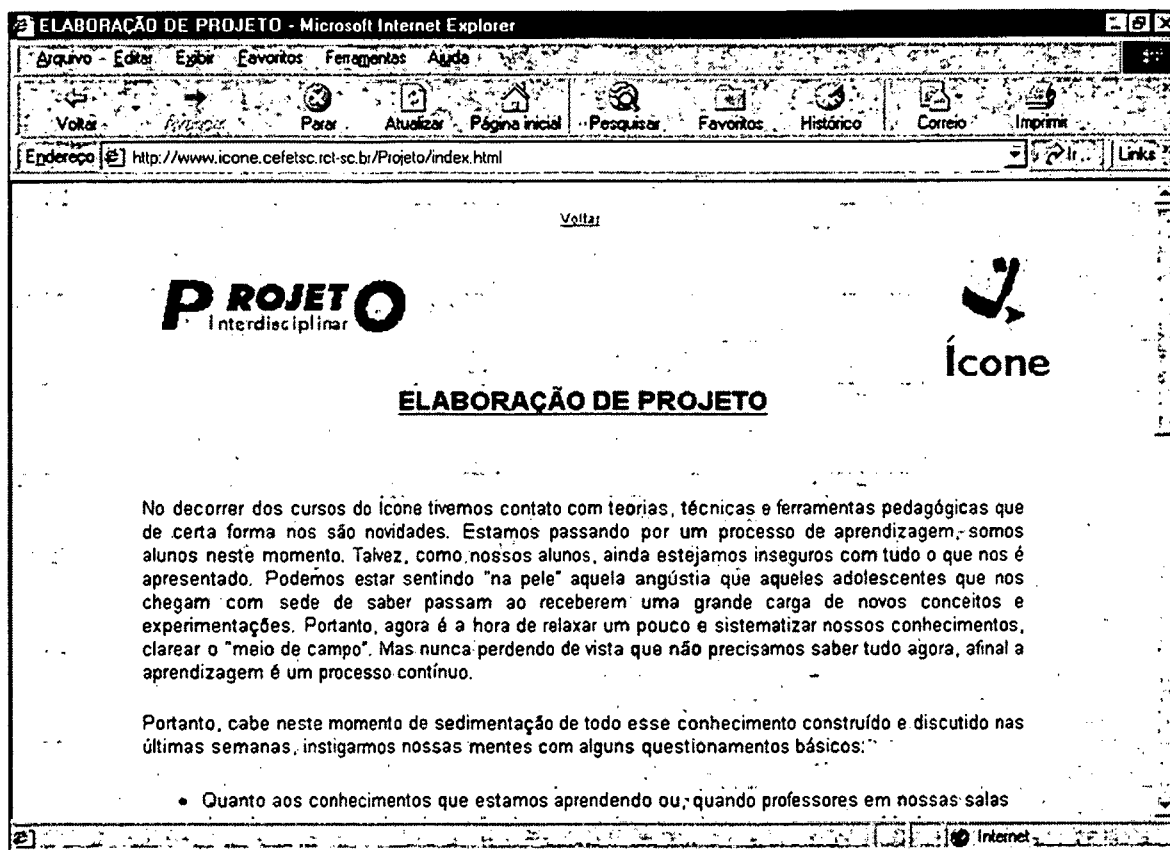 ELABORAÇÃO DE PROJETO - Microsoft Internet Explorer
Arquivo Editar Exibir Favoritos Ferramentas Ajuda
Voltar Avançar Parar Atualizar Página inicial Pesquisar Favoritos Histórico Correio Imprimir
Endereço http://www.icone.cefetsc.rct-sc.br/Projeto/index.html Ir Links
Voltar
PROJETO
Interdisciplinar
Ícone
ELABORAÇÃO DE PROJETO
No decorrer dos cursos do Ícone tivemos contato com teorias, técnicas e ferramentas pedagógicas que
de certa forma nos são novidades. Estamos passando por um processo de aprendizagem, somos
alunos neste momento. Talvez, como nossos alunos, ainda estejamos inseguros com tudo o que nos é
apresentado. Podemos estar sentindo "na pele" aquela angústia que aqueles adolescentes que nos
chegam com sede de saber passam ao receberem uma grande carga de novos conceitos e
experimentações. Portanto, agora é a hora de relaxar um pouco e sistematizar nossos conhecimentos,
clarear o "meio de campo". Mas nunca perdendo de vista que não precisamos saber tudo agora, afinal a
aprendizagem é um processo contínuo.
Portanto, cabe neste momento de sedimentação de todo esse conhecimento construído e discutido nas
últimas semanas, instigarmos nossas mentes com alguns questionamentos básicos:
• Quanto aos conhecimentos que estamos aprendendo ou, quando professores em nossas salas
Internet